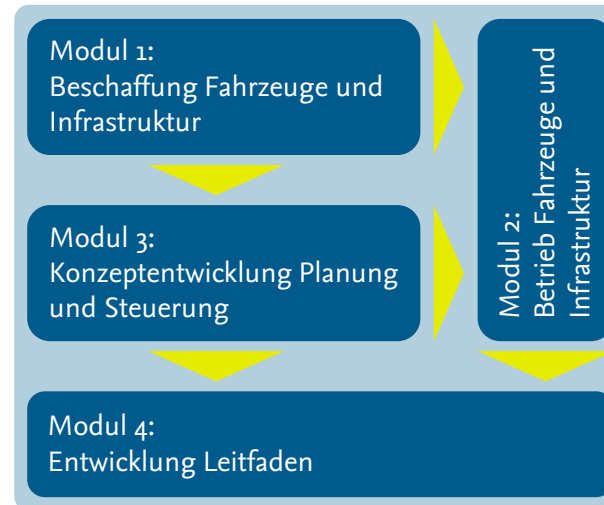 Modul 1:
Beschaffung Fahrzeuge und
Infrastruktur
Modul 2:
Betrieb Fahrzeuge und
Infrastruktur
Modul 3:
Konzeptentwicklung Planung
und Steuerung
Modul 4:
Entwicklung Leitfaden